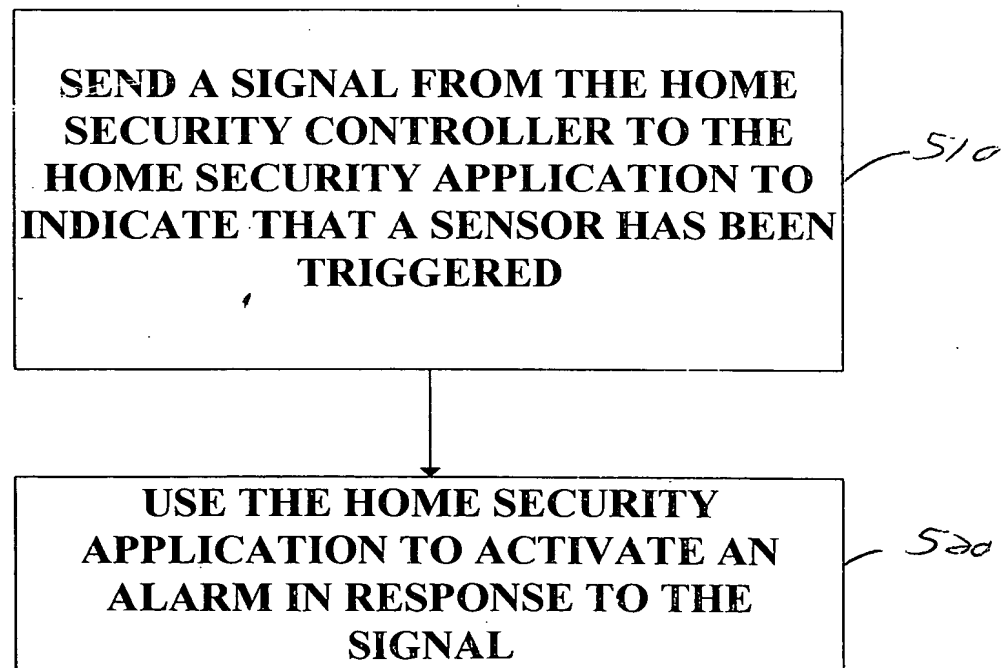 SEND A SIGNAL FROM THE HOME
SECURITY CONTROLLER TO THE
HOME SECURITY APPLICATION TO
INDICATE THAT A SENSOR HAS BEEN
TRIGGERED
510
USE THE HOME SECURITY
APPLICATION TO ACTIVATE AN
ALARM IN RESPONSE TO THE
SIGNAL
520